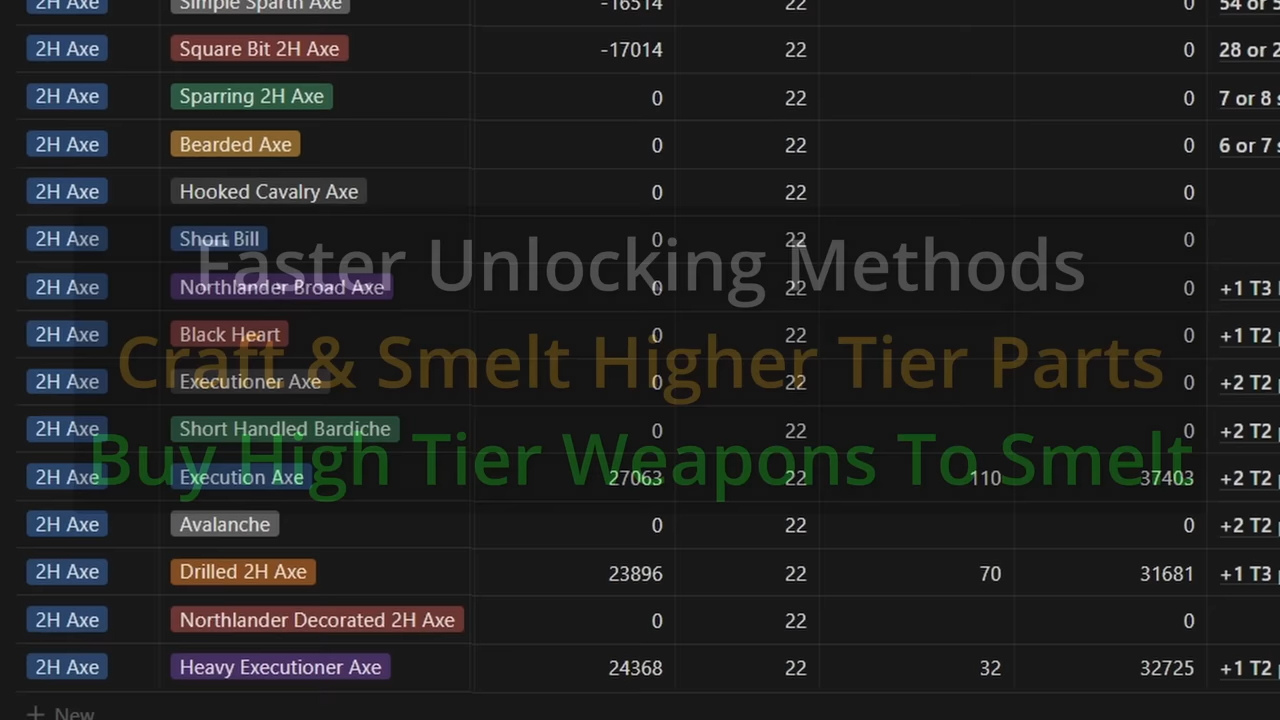 2H Axe Simple Sparth Axe -16514 22 0 54 or 5
2H Axe Square Bit 2H Axe -17014 22 0 28 or 2
2H Axe Sparring 2H Axe 0 22 0 7 or 8 s
2H Axe Bearded Axe 0 22 0 6 or 7 s
2H Axe Hooked Cavalry Axe 0 22 0
2H Axe Short Bill 0 22 0
Faster Unlocking Methods
2H Axe Northlander Broad Axe 0 22 0 +1 T3
2H Axe Black Heart 0 22 0 +1 T2 p
Craft & Smelt Higher Tier Parts
2H Axe Executioner Axe 0 22 0 +2 T2 p
2H Axe Short Handled Bardiche 0 22 0 +2 T2 p
Buy High Tier Weapons To Smelt
2H Axe Execution Axe 27063 22 110 37403 +2 T2 p
2H Axe Avalanche 0 22 0 +2 T2 p
2H Axe Drilled 2H Axe 23896 22 70 31681 +1 T3 p
2H Axe Northlander Decorated 2H Axe 0 22 0
2H Axe Heavy Executioner Axe 24368 22 32 32725 +1 T2 p
+ New